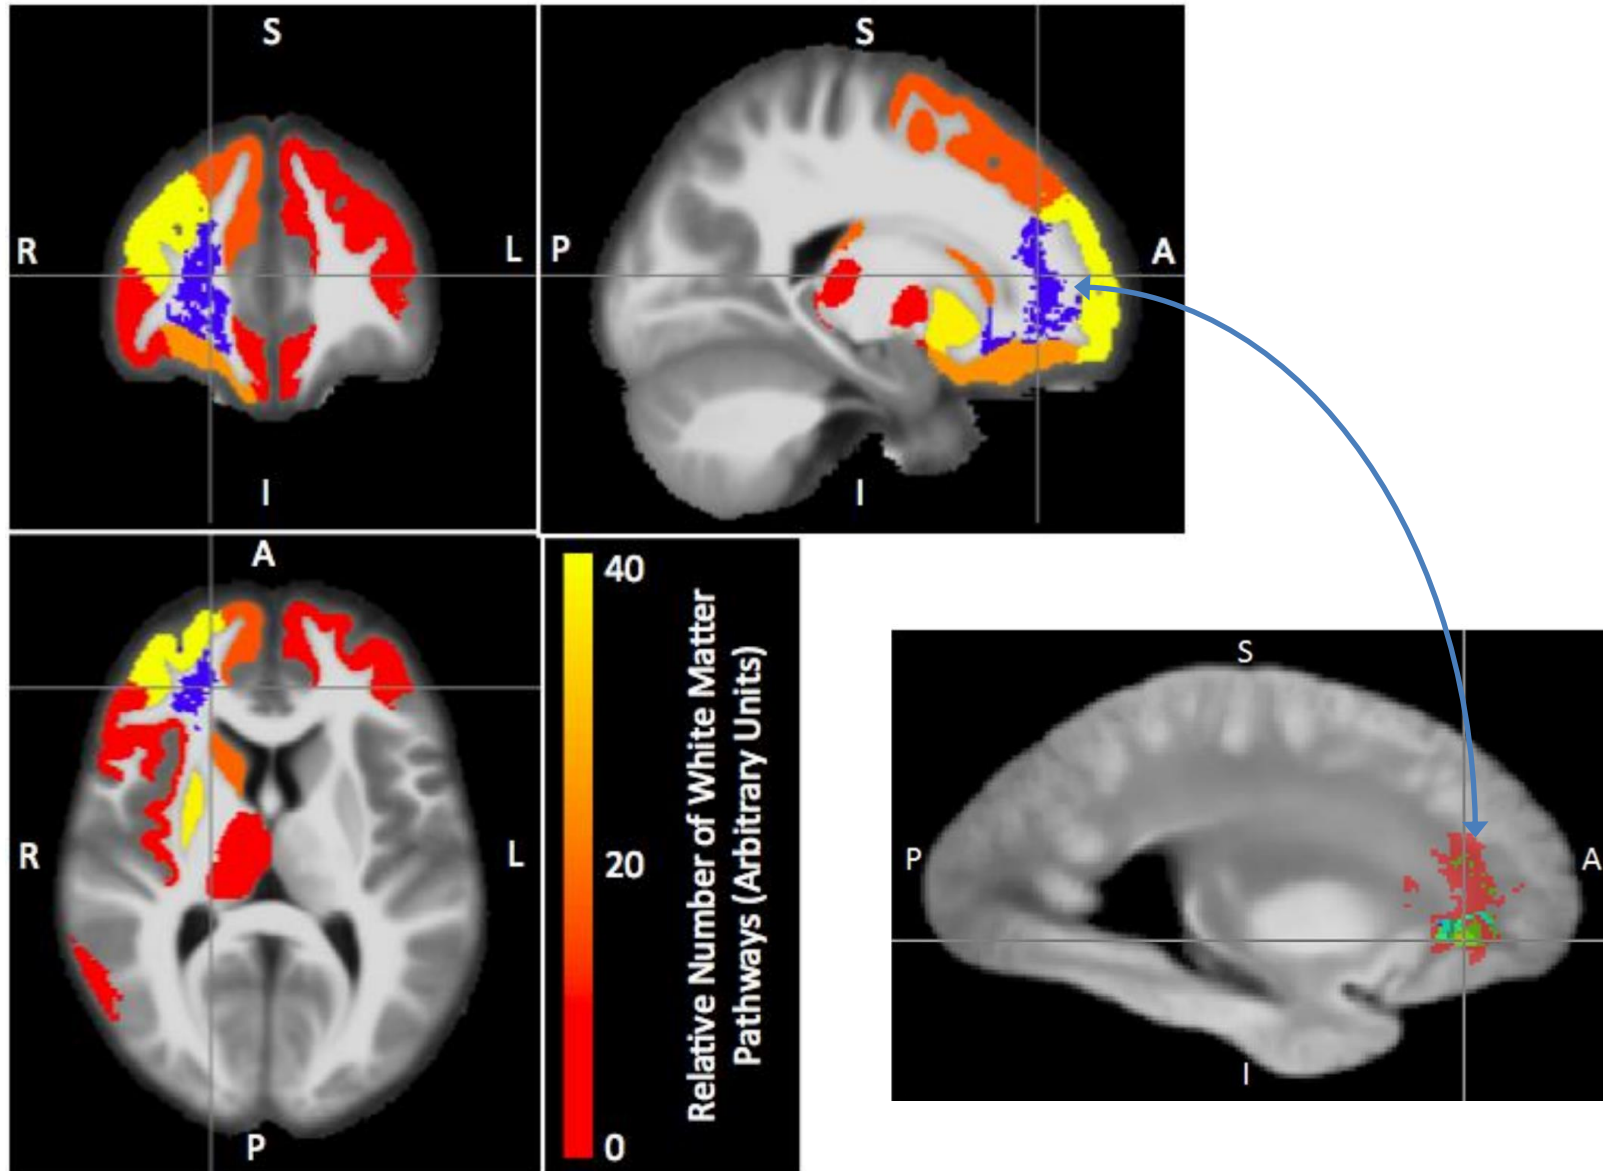 S
R
L
I
S
P
A
I
A
R
L
P
40
20
0
Relative Number of White Matter
Pathways (Arbitrary Units)
S
P
A
I